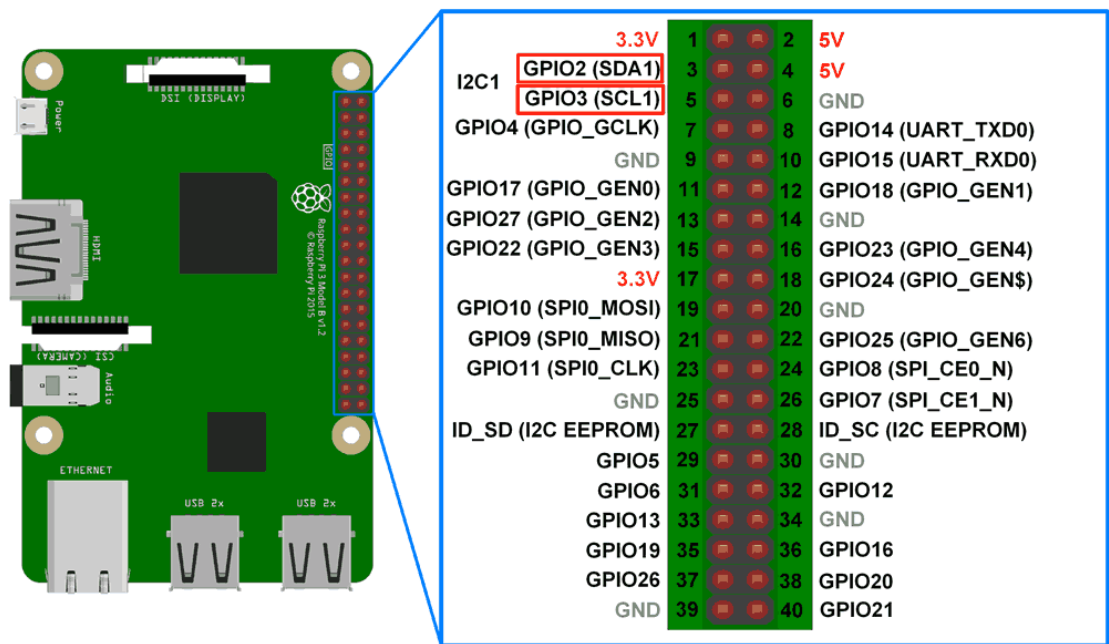 DSI (DISPLAY)
Power
GPIO
HDMI
Raspberry Pi 3 Model B v1.2
© Raspberry Pi 2015
CSI (CAMERA)
Audio
ETHERNET
USB 2x
USB 2x
I2C1
3.3V 1 2 5V
GPIO2 (SDA1) 3 4 5V
GPIO3 (SCL1) 5 6 GND
GPIO4 (GPIO_GCLK) 7 8 GPIO14 (UART_TXD0)
GND 9 10 GPIO15 (UART_RXD0)
GPIO17 (GPIO_GEN0) 11 12 GPIO18 (GPIO_GEN1)
GPIO27 (GPIO_GEN2) 13 14 GND
GPIO22 (GPIO_GEN3) 15 16 GPIO23 (GPIO_GEN4)
3.3V 17 18 GPIO24 (GPIO_GEN$)
GPIO10 (SPI0_MOSI) 19 20 GND
GPIO9 (SPI0_MISO) 21 22 GPIO25 (GPIO_GEN6)
GPIO11 (SPI0_CLK) 23 24 GPIO8 (SPI_CE0_N)
GND 25 26 GPIO7 (SPI_CE1_N)
ID_SD (I2C EEPROM) 27 28 ID_SC (I2C EEPROM)
GPIO5 29 30 GND
GPIO6 31 32 GPIO12
GPIO13 33 34 GND
GPIO19 35 36 GPIO16
GPIO26 37 38 GPIO20
GND 39 40 GPIO21